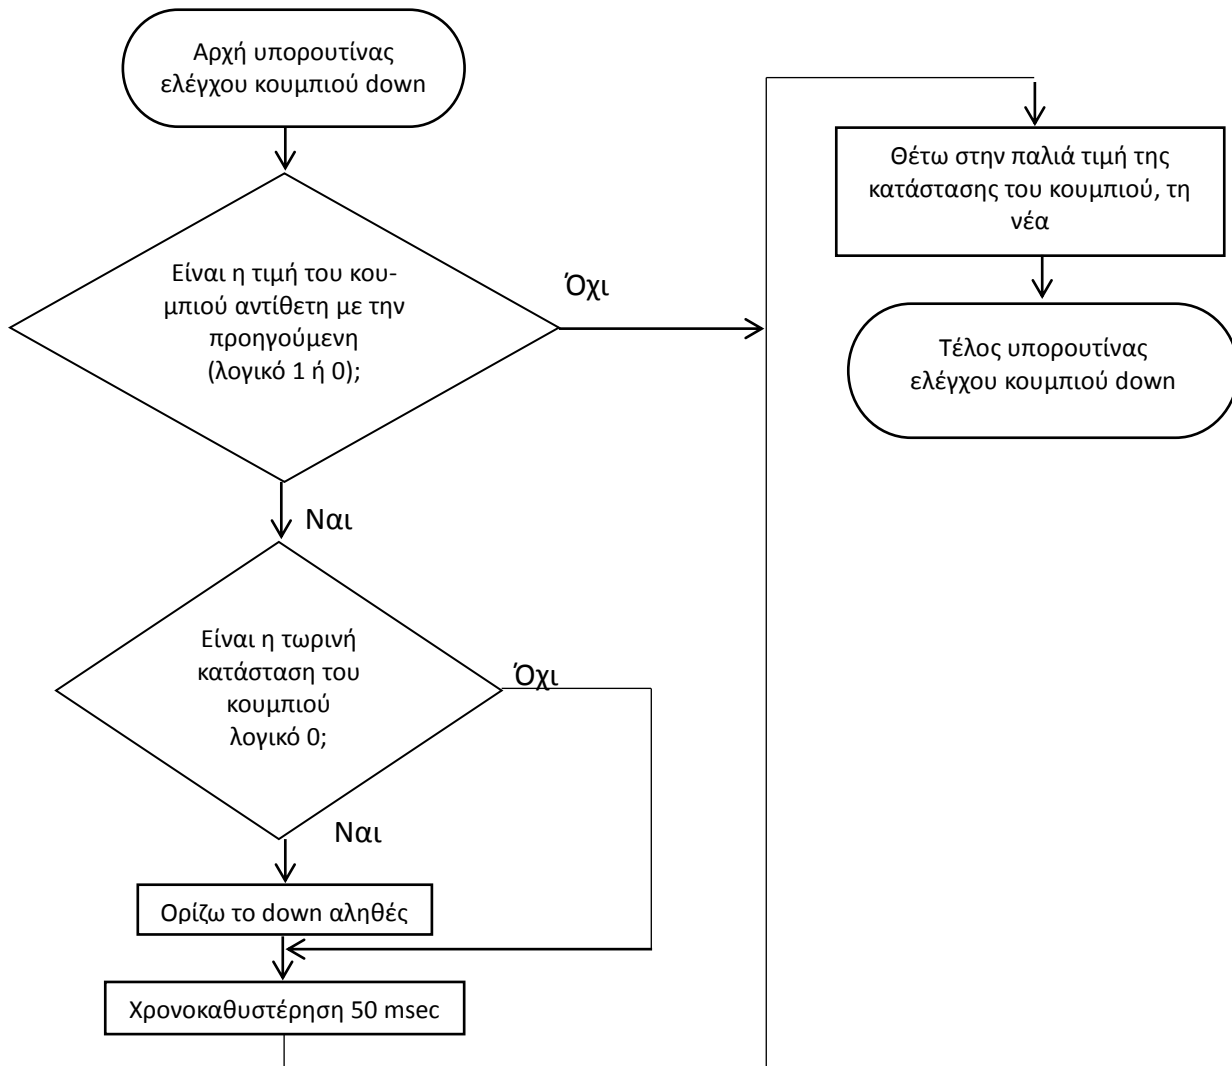 Αρχή υπορουτίνας
ελέγχου κουμπιού down
Είναι η τιμή του κου-
μπιού αντίθετη με την
προηγούμενη
(λογικό 1 ή 0);
Όχι
Ναι
Είναι η τωρινή
κατάσταση του
κουμπιού
λογικό 0;
Όχι
Ναι
Ορίζω το down αληθές
Χρονοκαθυστέρηση 50 msec
Θέτω στην παλιά τιμή της
κατάστασης του κουμπιού, τη
νέα
Τέλος υπορουτίνας
ελέγχου κουμπιού down